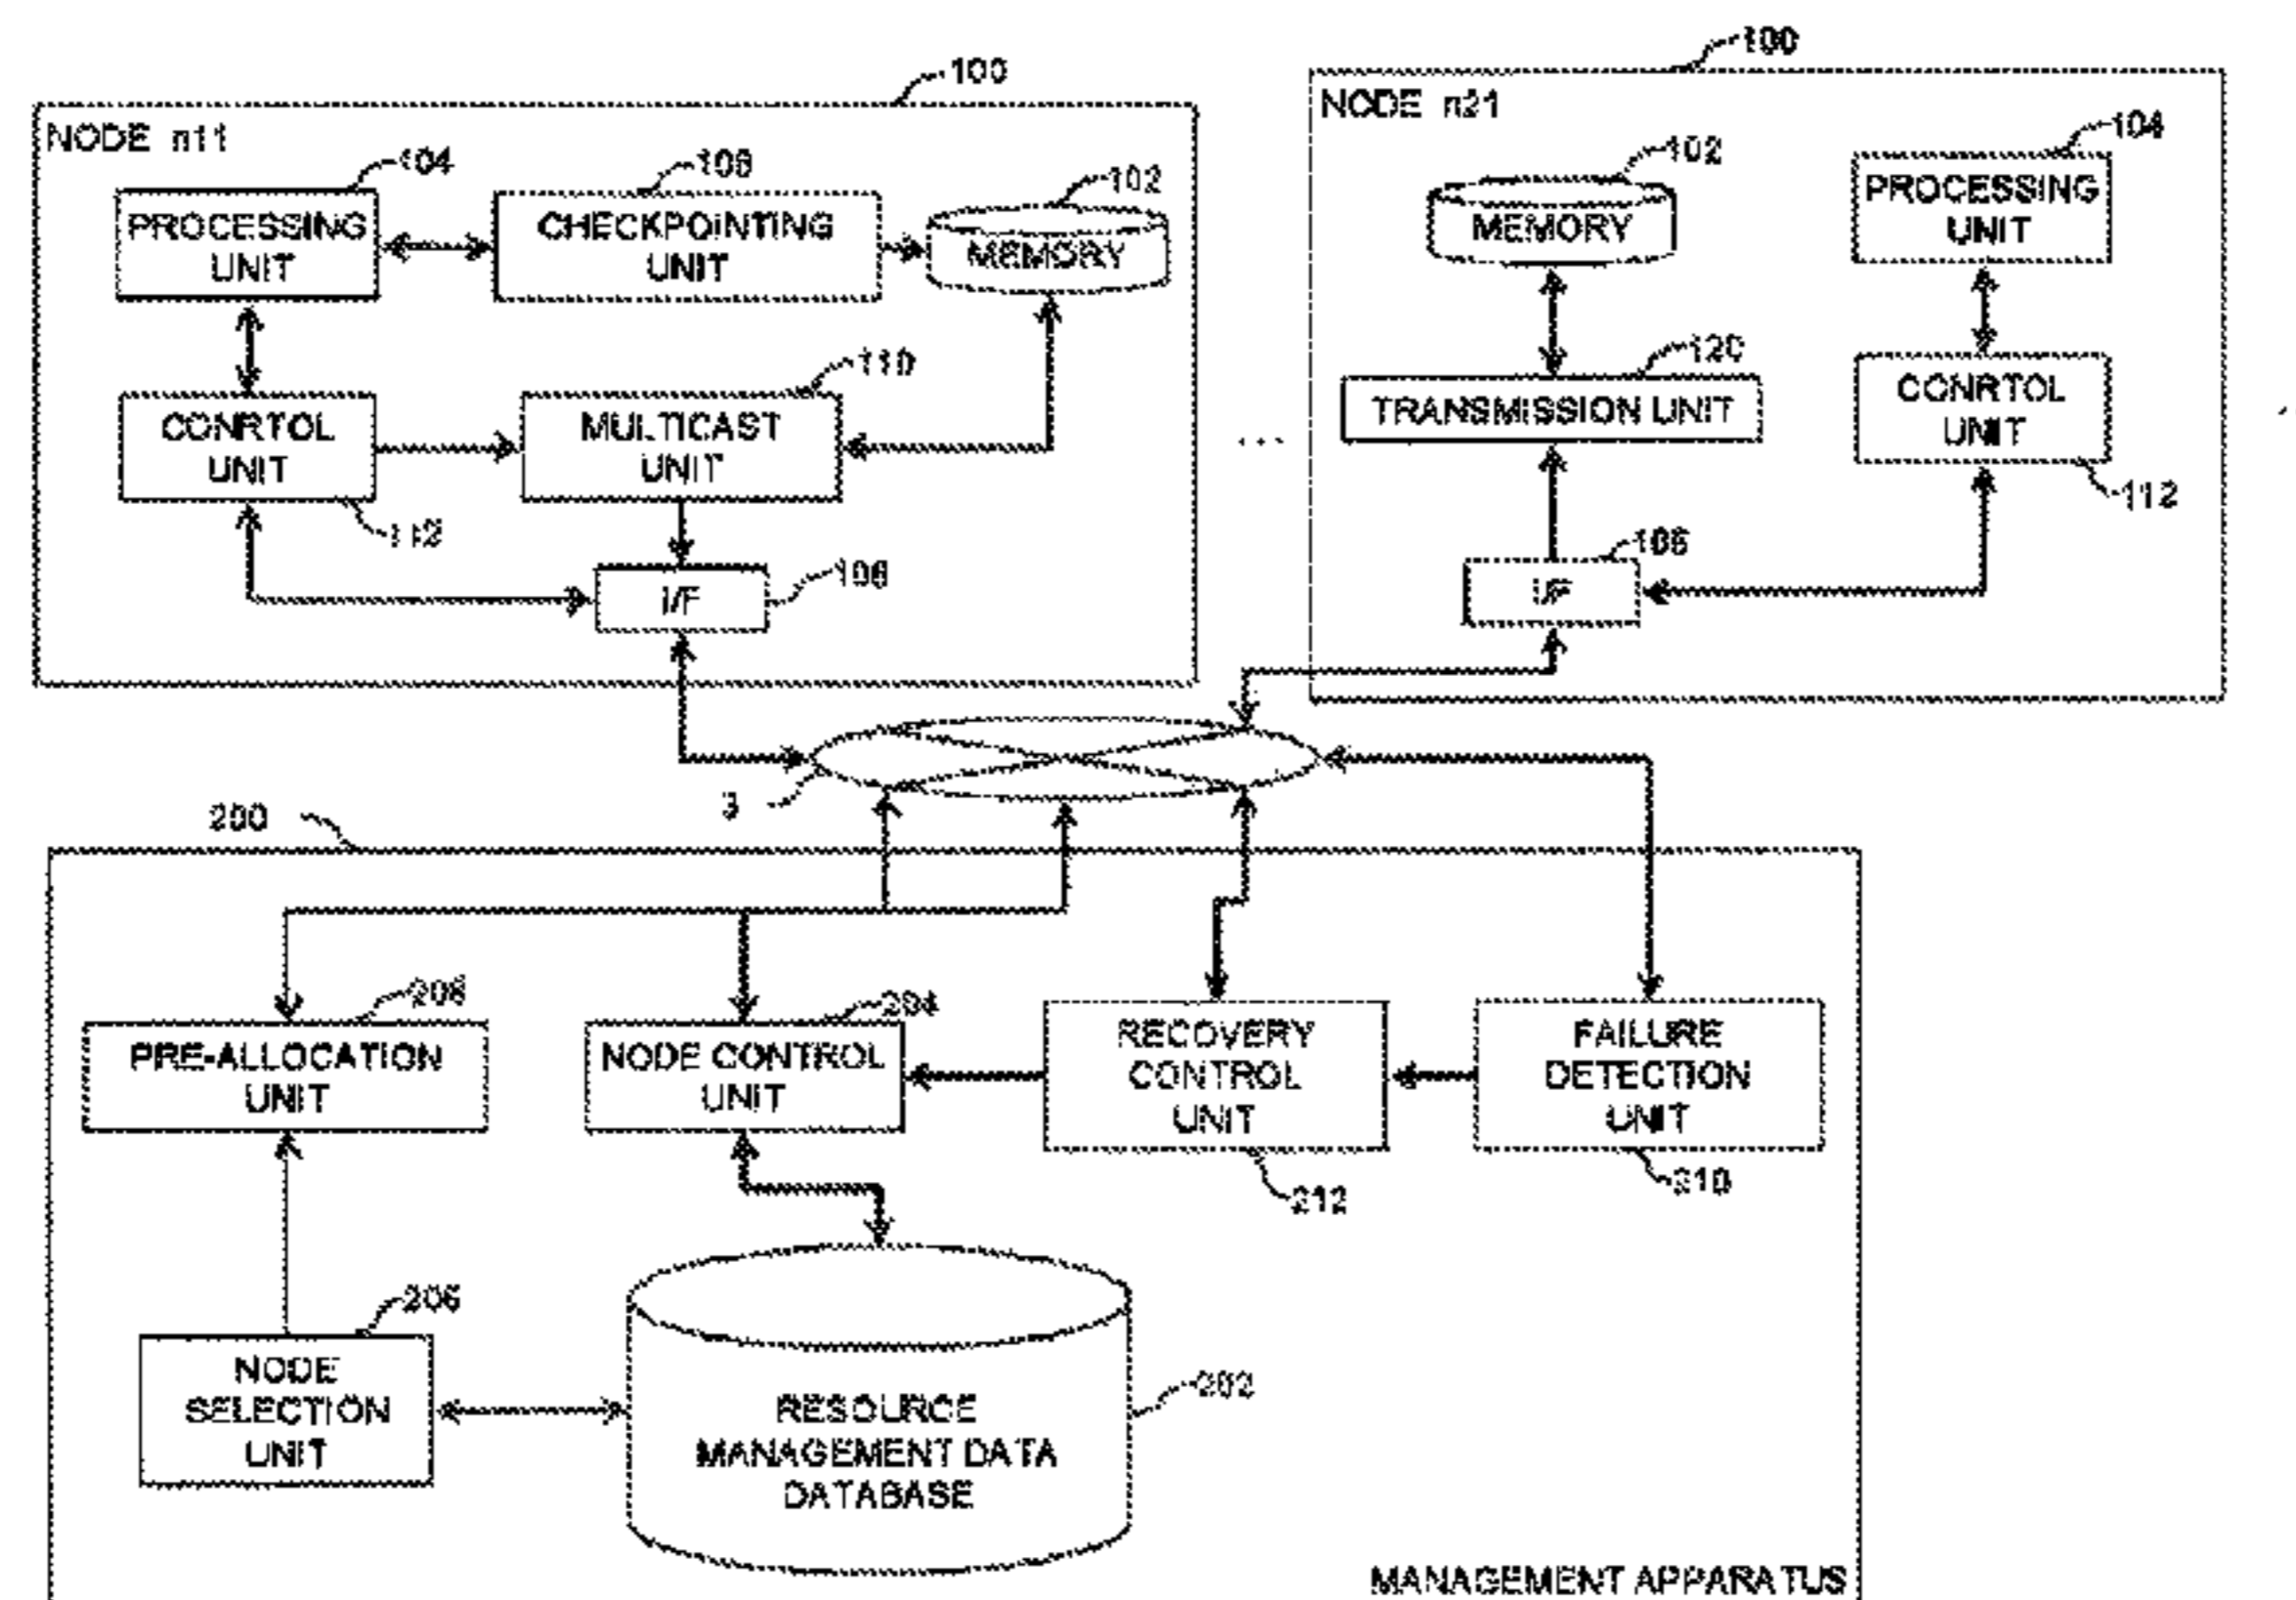 100
NODE n11
104
PROCESSING
UNIT
108
CHECKPOINTING
UNIT
102
MEMORY
CONRTOL
UNIT
112
110
MULTICAST
UNIT
I/F
106
...
100
NODE n21
102
MEMORY
104
PROCESSING
UNIT
120
TRANSMISSION UNIT
CONRTOL
UNIT
112
106
I/F
3
200
208
PRE-ALLOCATION
UNIT
204
NODE CONTROL
UNIT
RECOVERY
CONTROL
UNIT
212
FAILURE
DETECTION
UNIT
210
206
NODE
SELECTION
UNIT
RESOURCE
MANAGEMENT DATA
DATABASE
202
MANAGEMENT APPARATUS